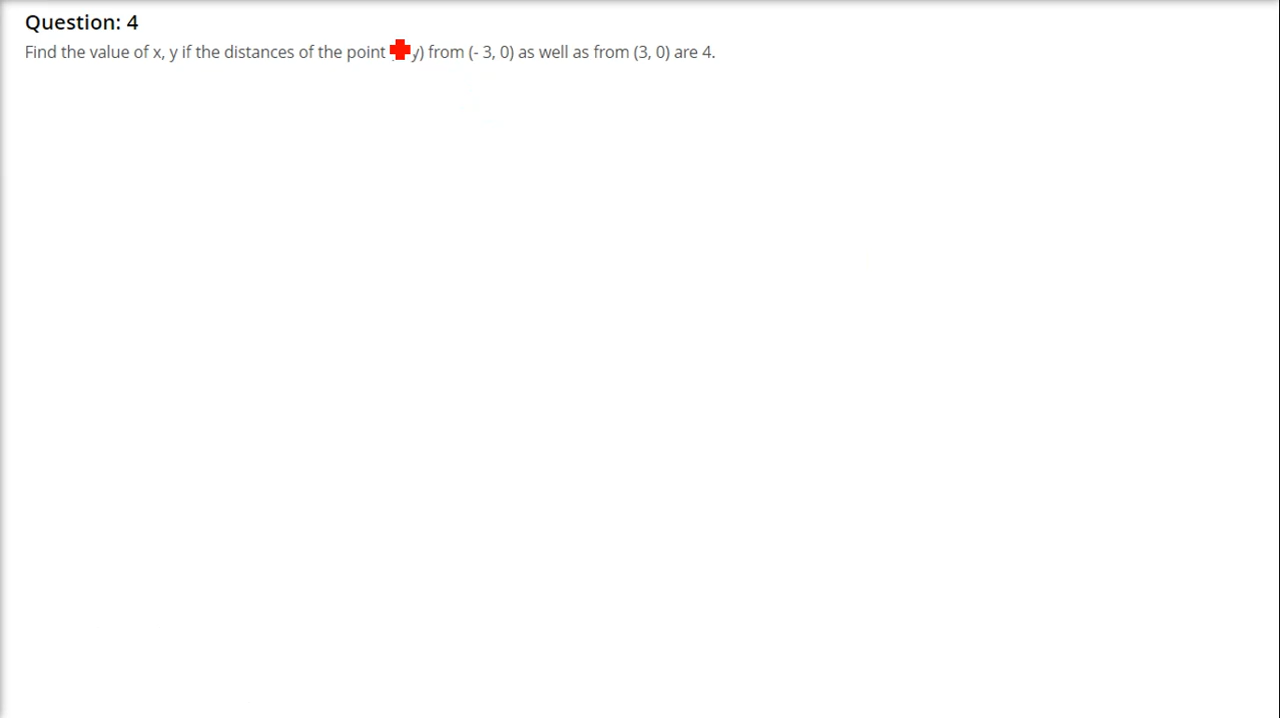 Question: 4
Find the value of x, y if the distances of the point y) from (- 3, 0) as well as from (3, 0) are 4.